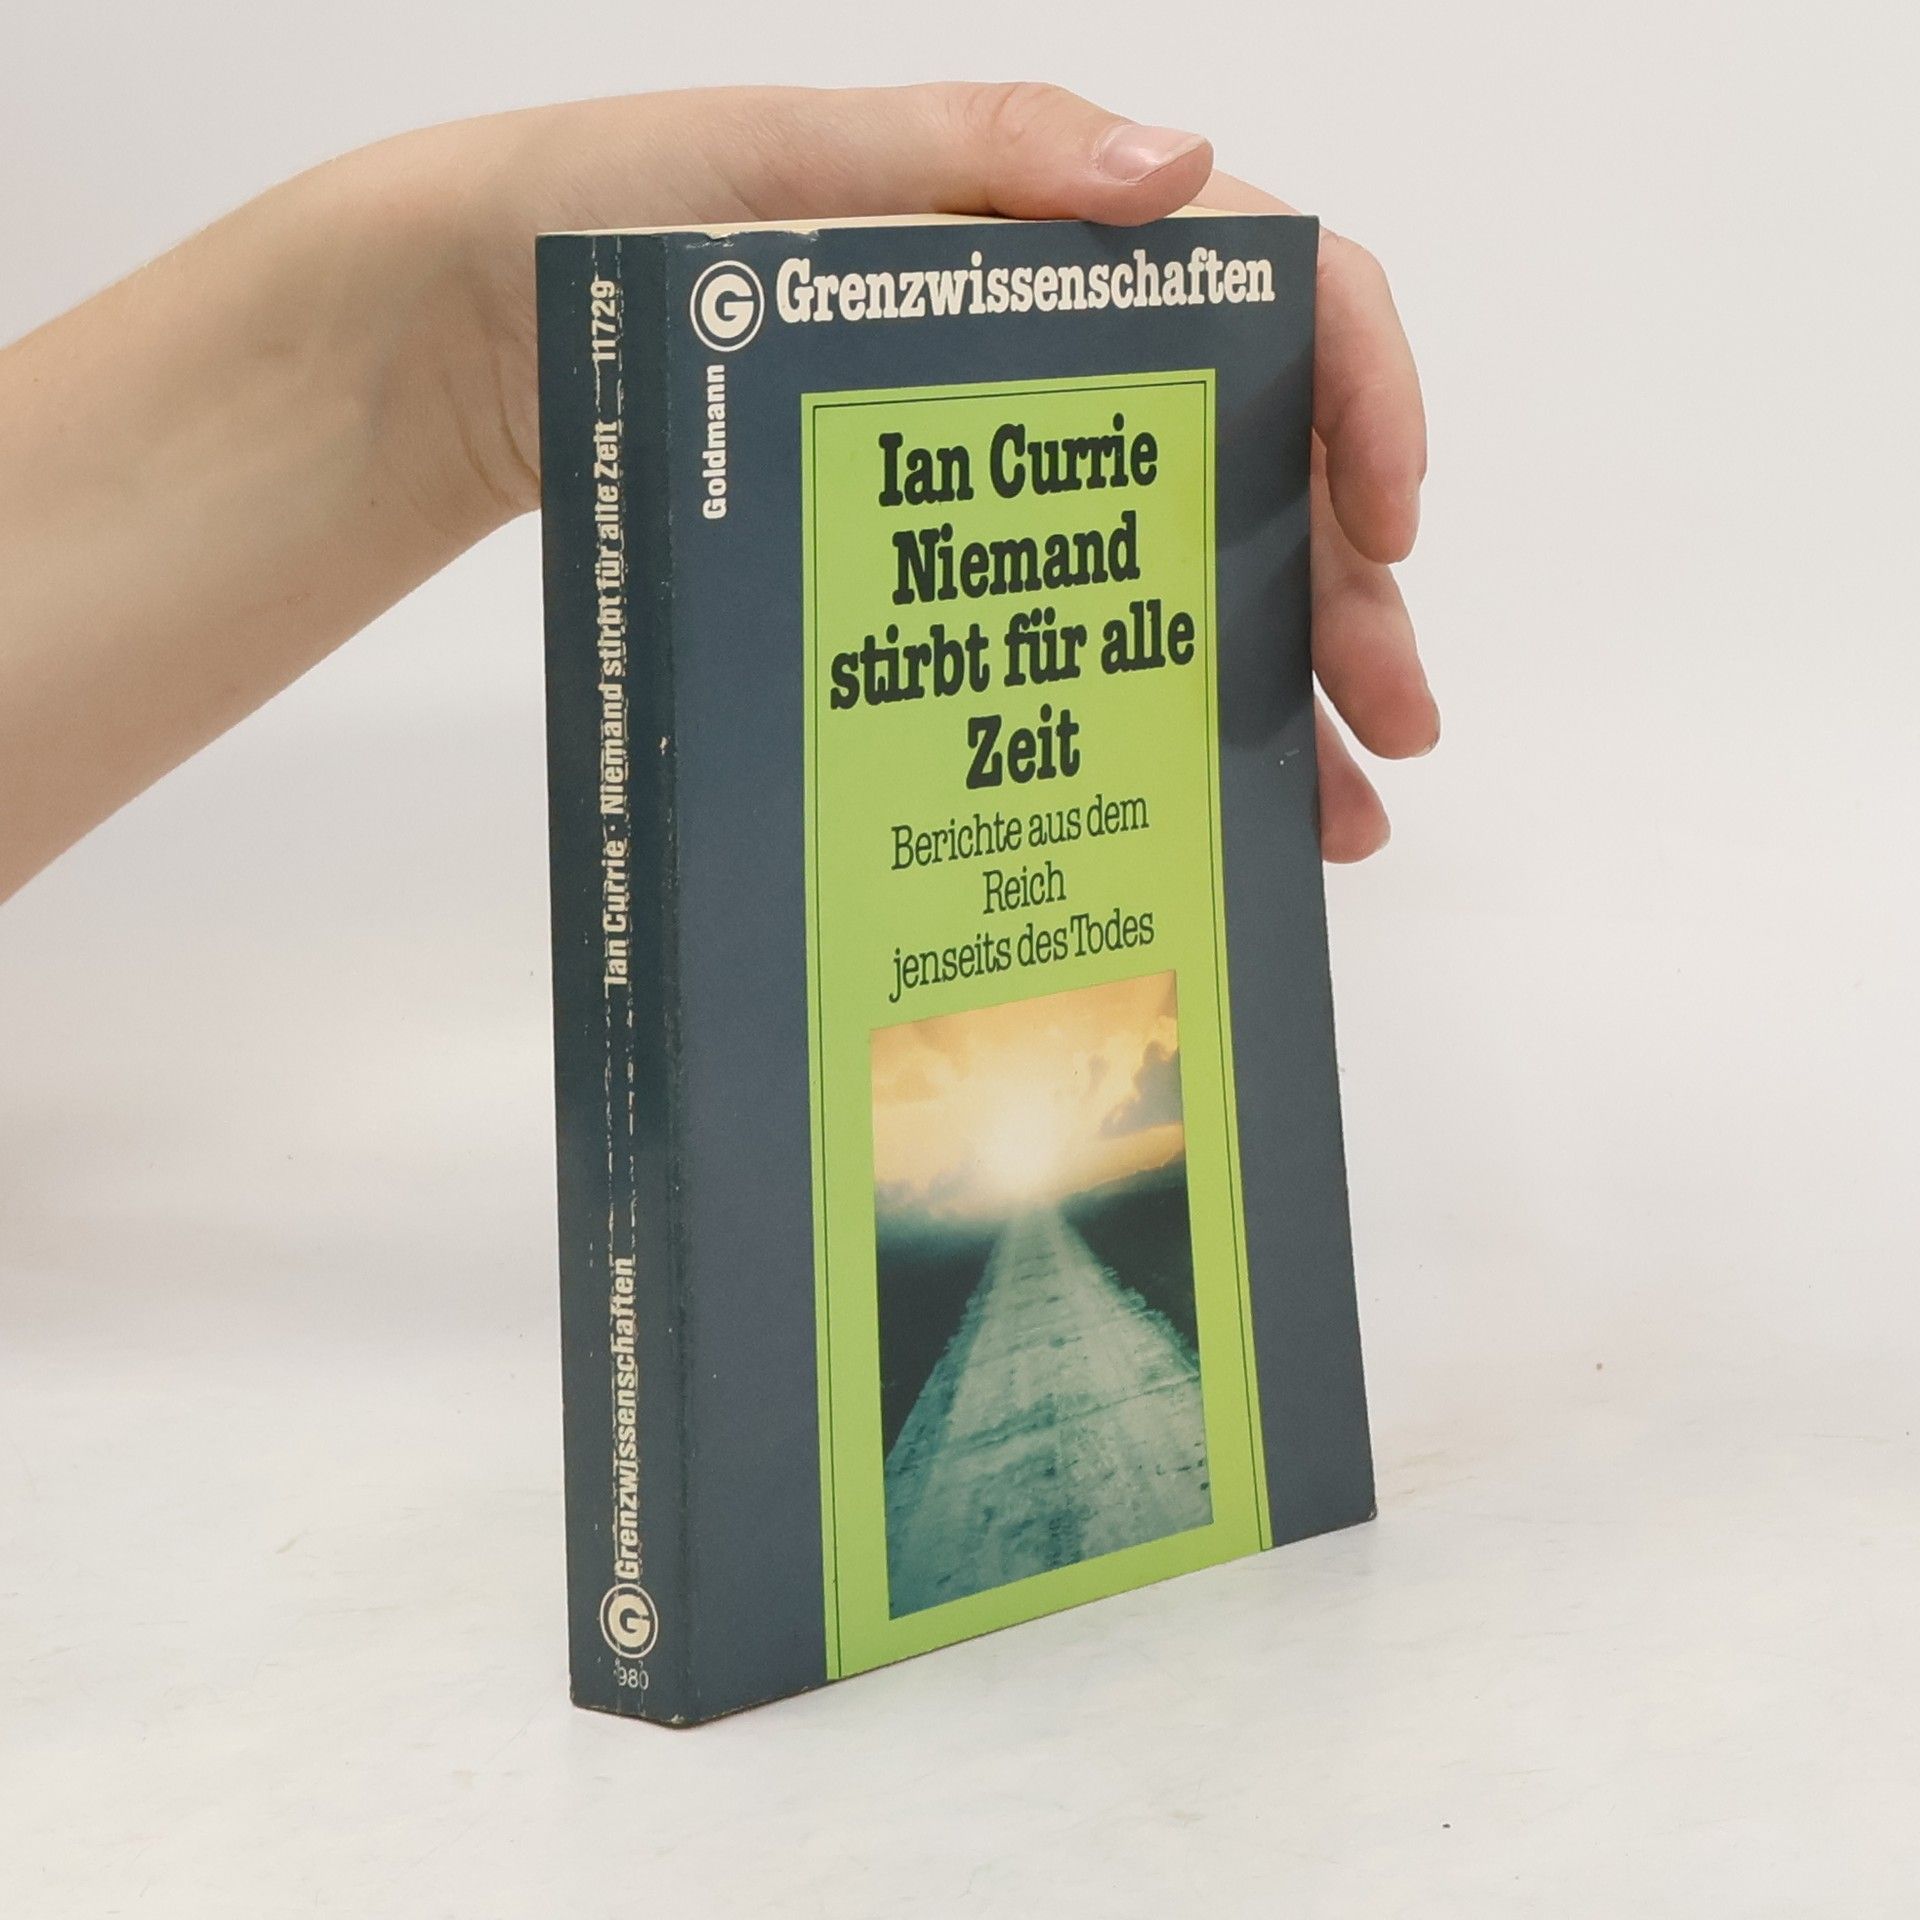 G Grenzwissenschaften
Goldmann
Ian Currie
Niemand
stirbt für alle
Zeit
Berichte aus dem
Reich
jenseits des Todes
G Grenzwissenschaften Ian Currie · Niemand stirbt für alle Zeit 11729
980